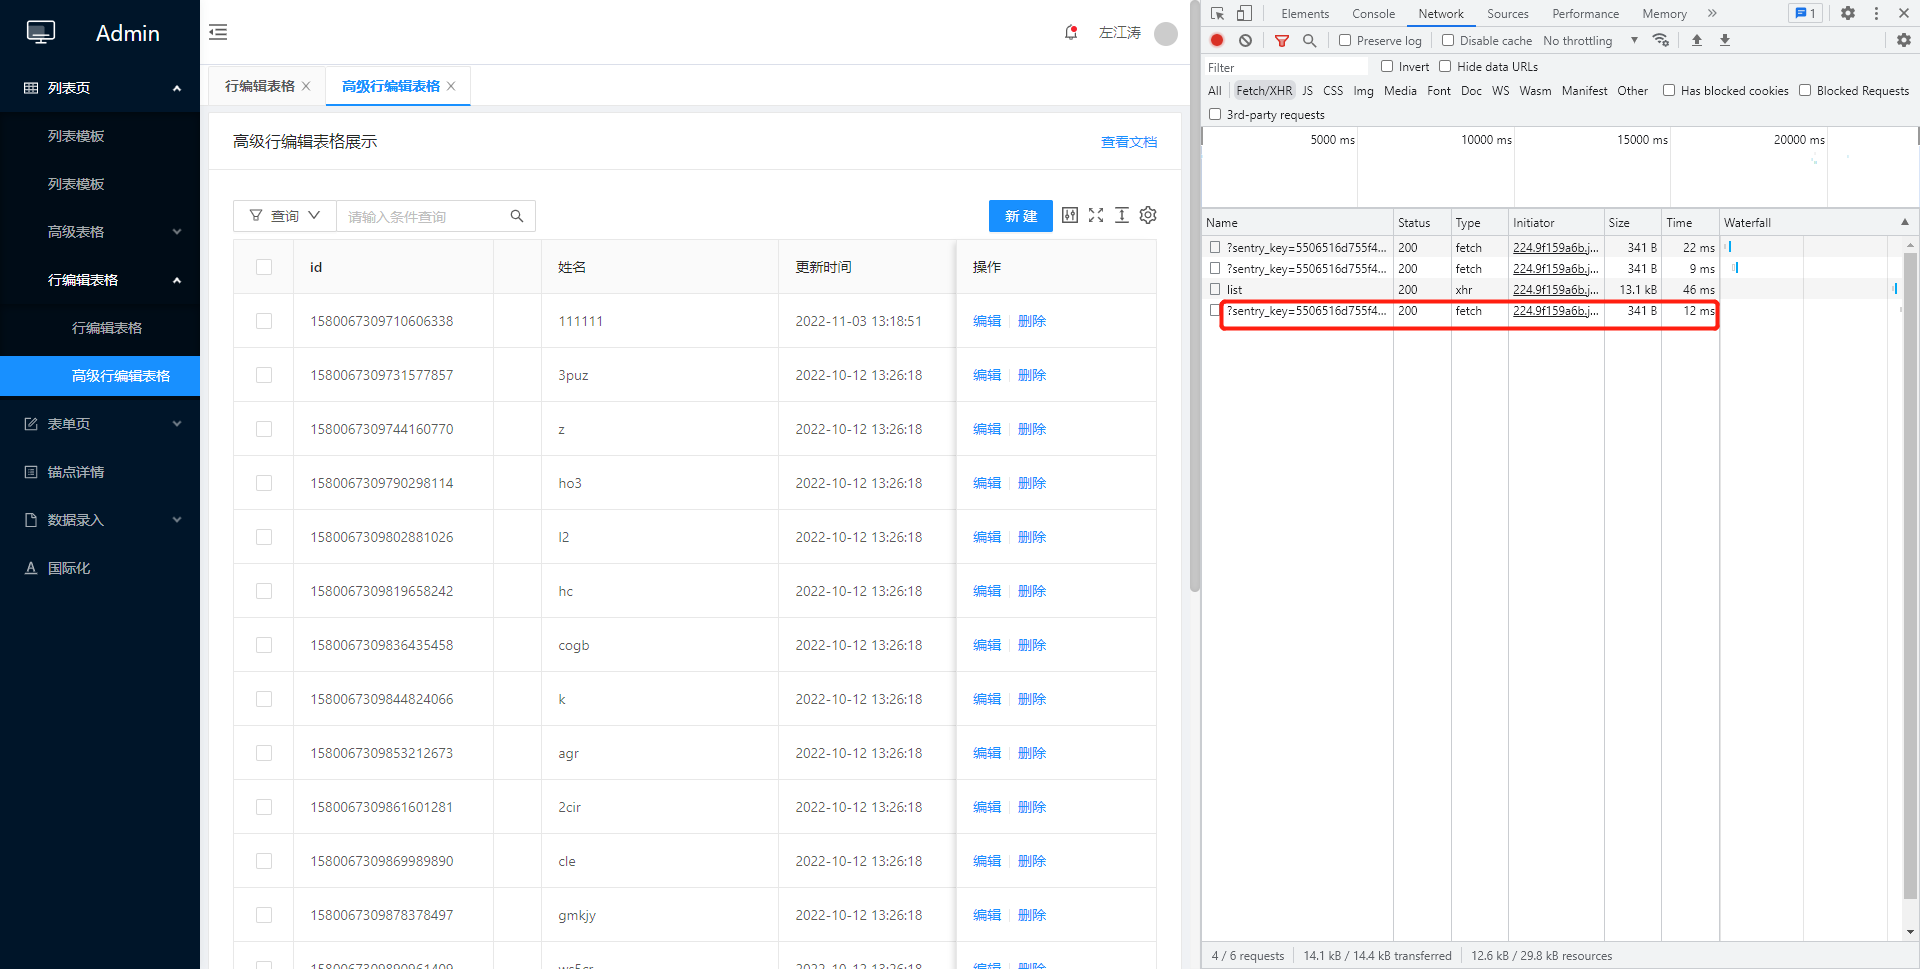 Admin
列表页
列表模板
列表模板
高级表格
行编辑表格
行编辑表格
高级行编辑表格
表单页
锚点详情
数据录入
国际化
左江涛
行编辑表格
高级行编辑表格
高级行编辑表格展示
查看文档
查询 请输入条件查询
新 建
id 姓名 更新时间 操作
1580067309710606338 111111 2022-11-03 13:18:51 编辑 删除
1580067309731577857 3puz 2022-10-12 13:26:18 编辑 删除
1580067309744160770 z 2022-10-12 13:26:18 编辑 删除
1580067309790298114 ho3 2022-10-12 13:26:18 编辑 删除
1580067309802881026 l2 2022-10-12 13:26:18 编辑 删除
1580067309819658242 hc 2022-10-12 13:26:18 编辑 删除
1580067309836435458 cogb 2022-10-12 13:26:18 编辑 删除
1580067309844824066 k 2022-10-12 13:26:18 编辑 删除
1580067309853212673 agr 2022-10-12 13:26:18 编辑 删除
1580067309861601281 2cir 2022-10-12 13:26:18 编辑 删除
1580067309869989890 cle 2022-10-12 13:26:18 编辑 删除
1580067309878378497 gmkjy 2022-10-12 13:26:18 编辑 删除
Elements Console Network Sources Performance Memory 1
Preserve log Disable cache No throttling
Filter Invert Hide data URLs
All Fetch/XHR JS CSS Img Media Font Doc WS Wasm Manifest Other Has blocked cookies Blocked Requests
3rd-party requests
5000 ms 10000 ms 15000 ms 20000 ms
Name Status Type Initiator Size Time Waterfall
?sentry_key=5506516d755f4... 200 fetch 224.9f159a6b.j... 341 B 22 ms
?sentry_key=5506516d755f4... 200 fetch 224.9f159a6b.j... 341 B 9 ms
list 200 xhr 224.9f159a6b.j... 13.1 kB 46 ms
?sentry_key=5506516d755f4... 200 fetch 224.9f159a6b.j... 341 B 12 ms
4 / 6 requests 14.1 kB / 14.4 kB transferred 12.6 kB / 29.8 kB resources